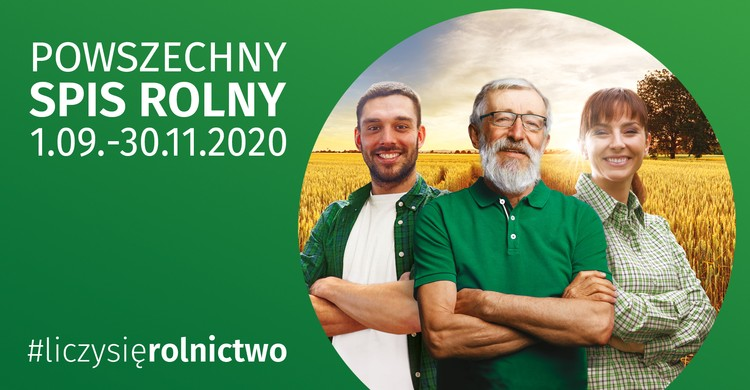 POWSZECHNY
SPIS ROLNY
1.09.-30.11.2020
#liczysięrolnictwo